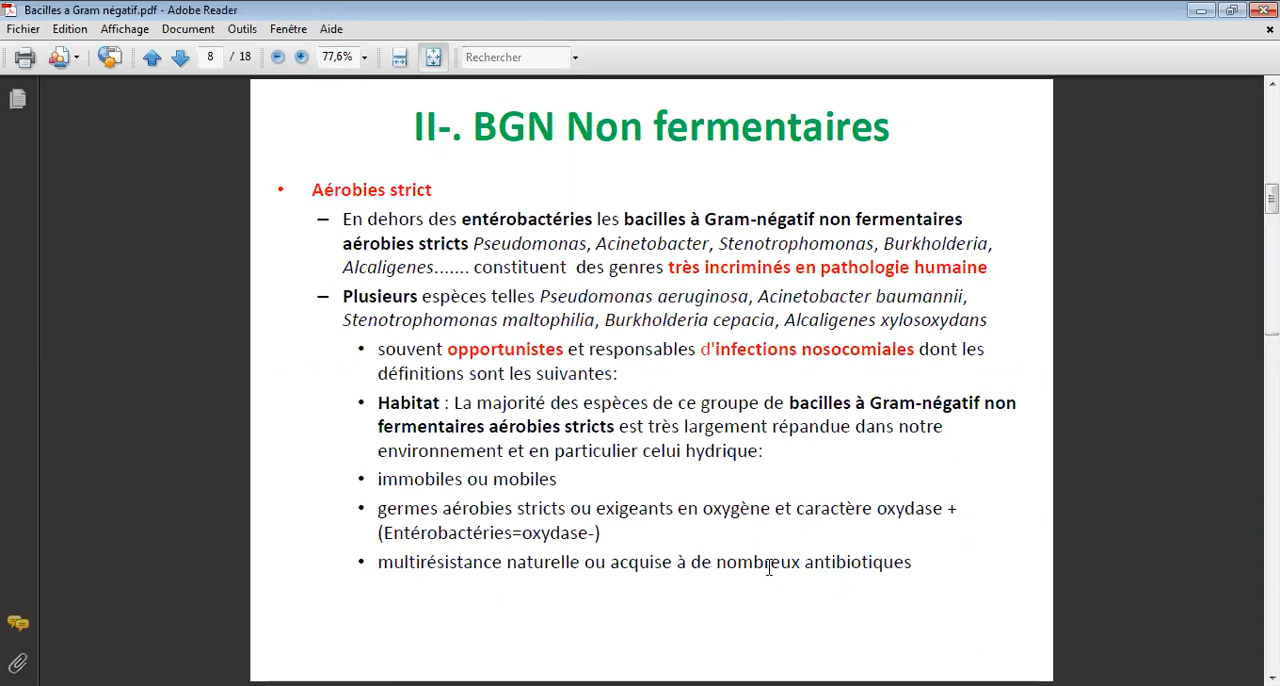 Bacilles a Gram négatif.pdf - Adobe Reader
Fichier Edition Affichage Document Outils Fenêtre Aide
8 / 18 77,6% Rechercher
II-. BGN Non fermentaires
• Aérobies strict
– En dehors des entérobactéries les bacilles à Gram-négatif non fermentaires
aérobies stricts Pseudomonas, Acinetobacter, Stenotrophomonas, Burkholderia,
Alcaligenes....... constituent des genres très incriminés en pathologie humaine
– Plusieurs espèces telles Pseudomonas aeruginosa, Acinetobacter baumannii,
Stenotrophomonas maltophilia, Burkholderia cepacia, Alcaligenes xylosoxydans
• souvent opportunistes et responsables d'infections nosocomiales dont les
définitions sont les suivantes:
• Habitat : La majorité des espèces de ce groupe de bacilles à Gram-négatif non
fermentaires aérobies stricts est très largement répandue dans notre
environnement et en particulier celui hydrique:
• immobiles ou mobiles
• germes aérobies stricts ou exigeants en oxygène et caractère oxydase +
(Entérobactéries=oxydase-)
• multirésistance naturelle ou acquise à de nombreux antibiotiques